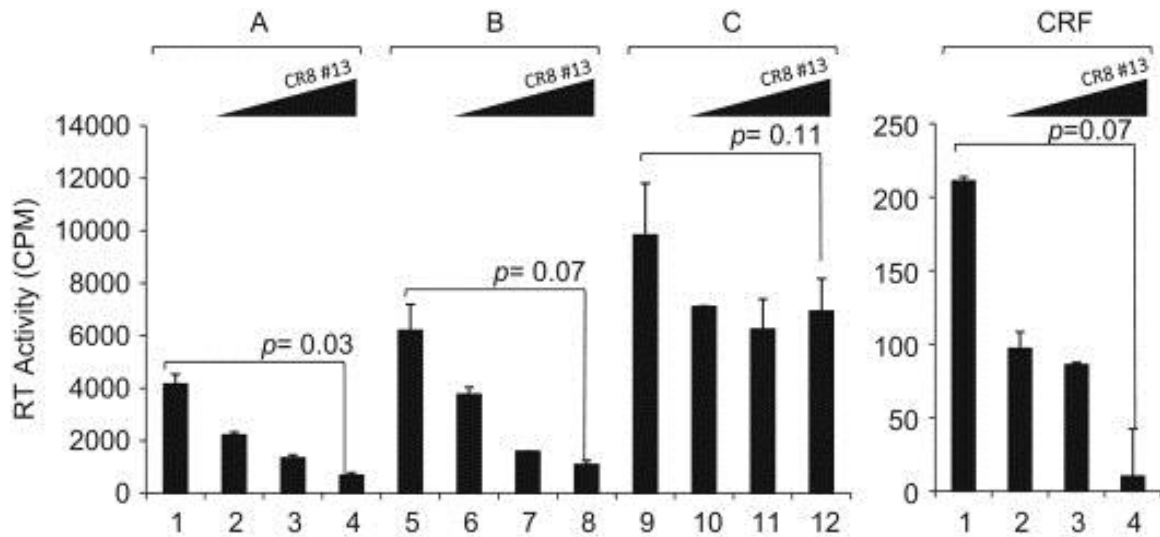 A B C CRF
CR8 #13 CR8 #13 CR8 #13 CR8 #13
14000
12000
10000
8000
6000
4000
2000
0
RT Activity (CPM)
p= 0.03
p= 0.07
p= 0.11
1 2 3 4 5 6 7 8 9 10 11 12
250
200
150
100
50
0
p=0.07
1 2 3 4